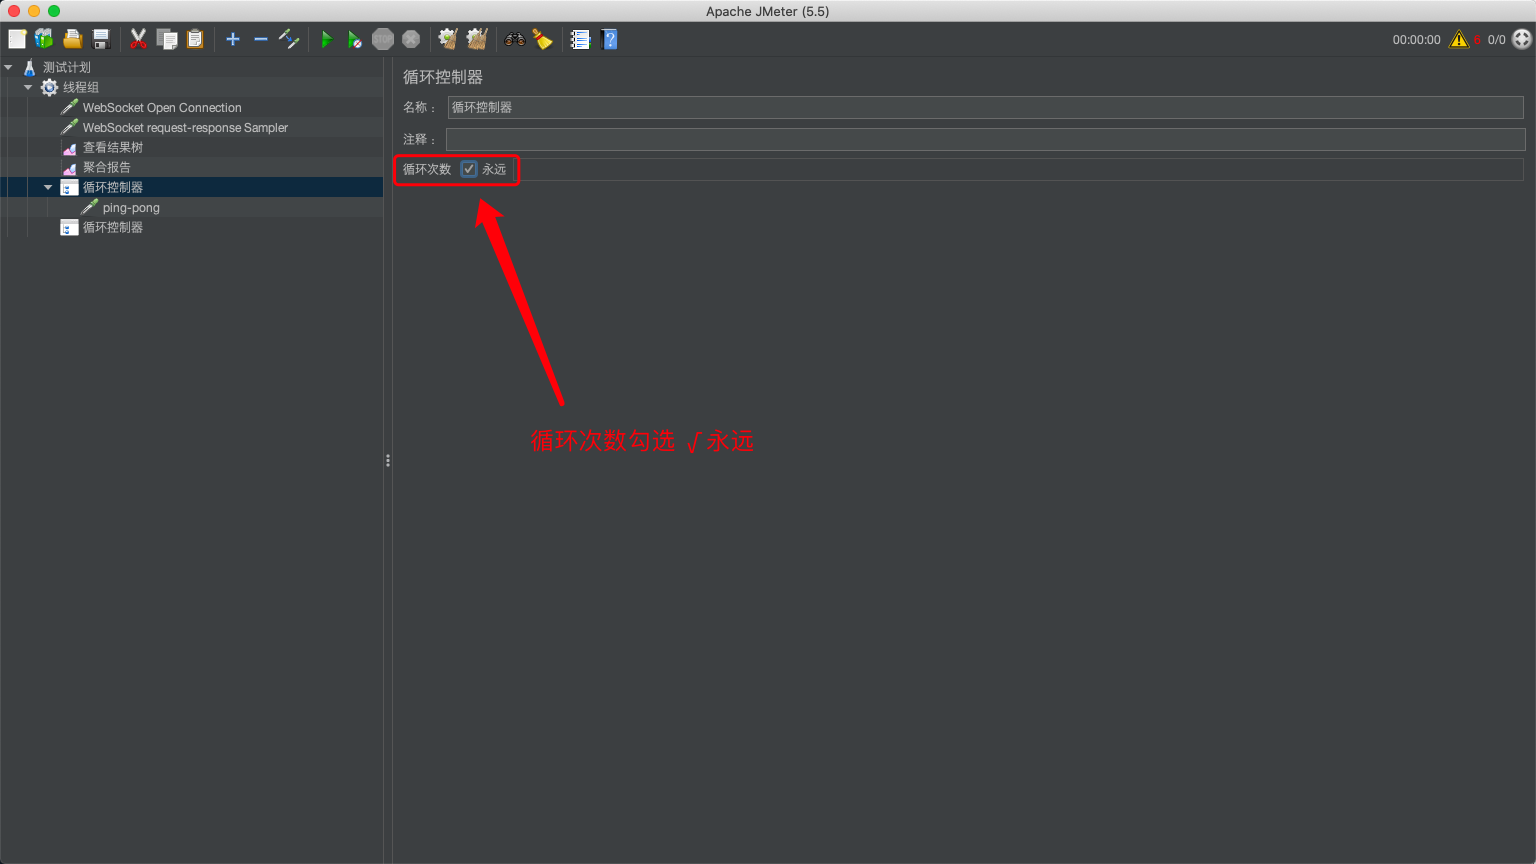 Apache JMeter (5.5)
STOP
00:00:00
6
0/0
测试计划
线程组
WebSocket Open Connection
WebSocket request-response Sampler
查看结果树
聚合报告
循环控制器
ping-pong
循环控制器
循环控制器
名称： 循环控制器
注释：
循环次数 永远
循环次数勾选 √ 永远